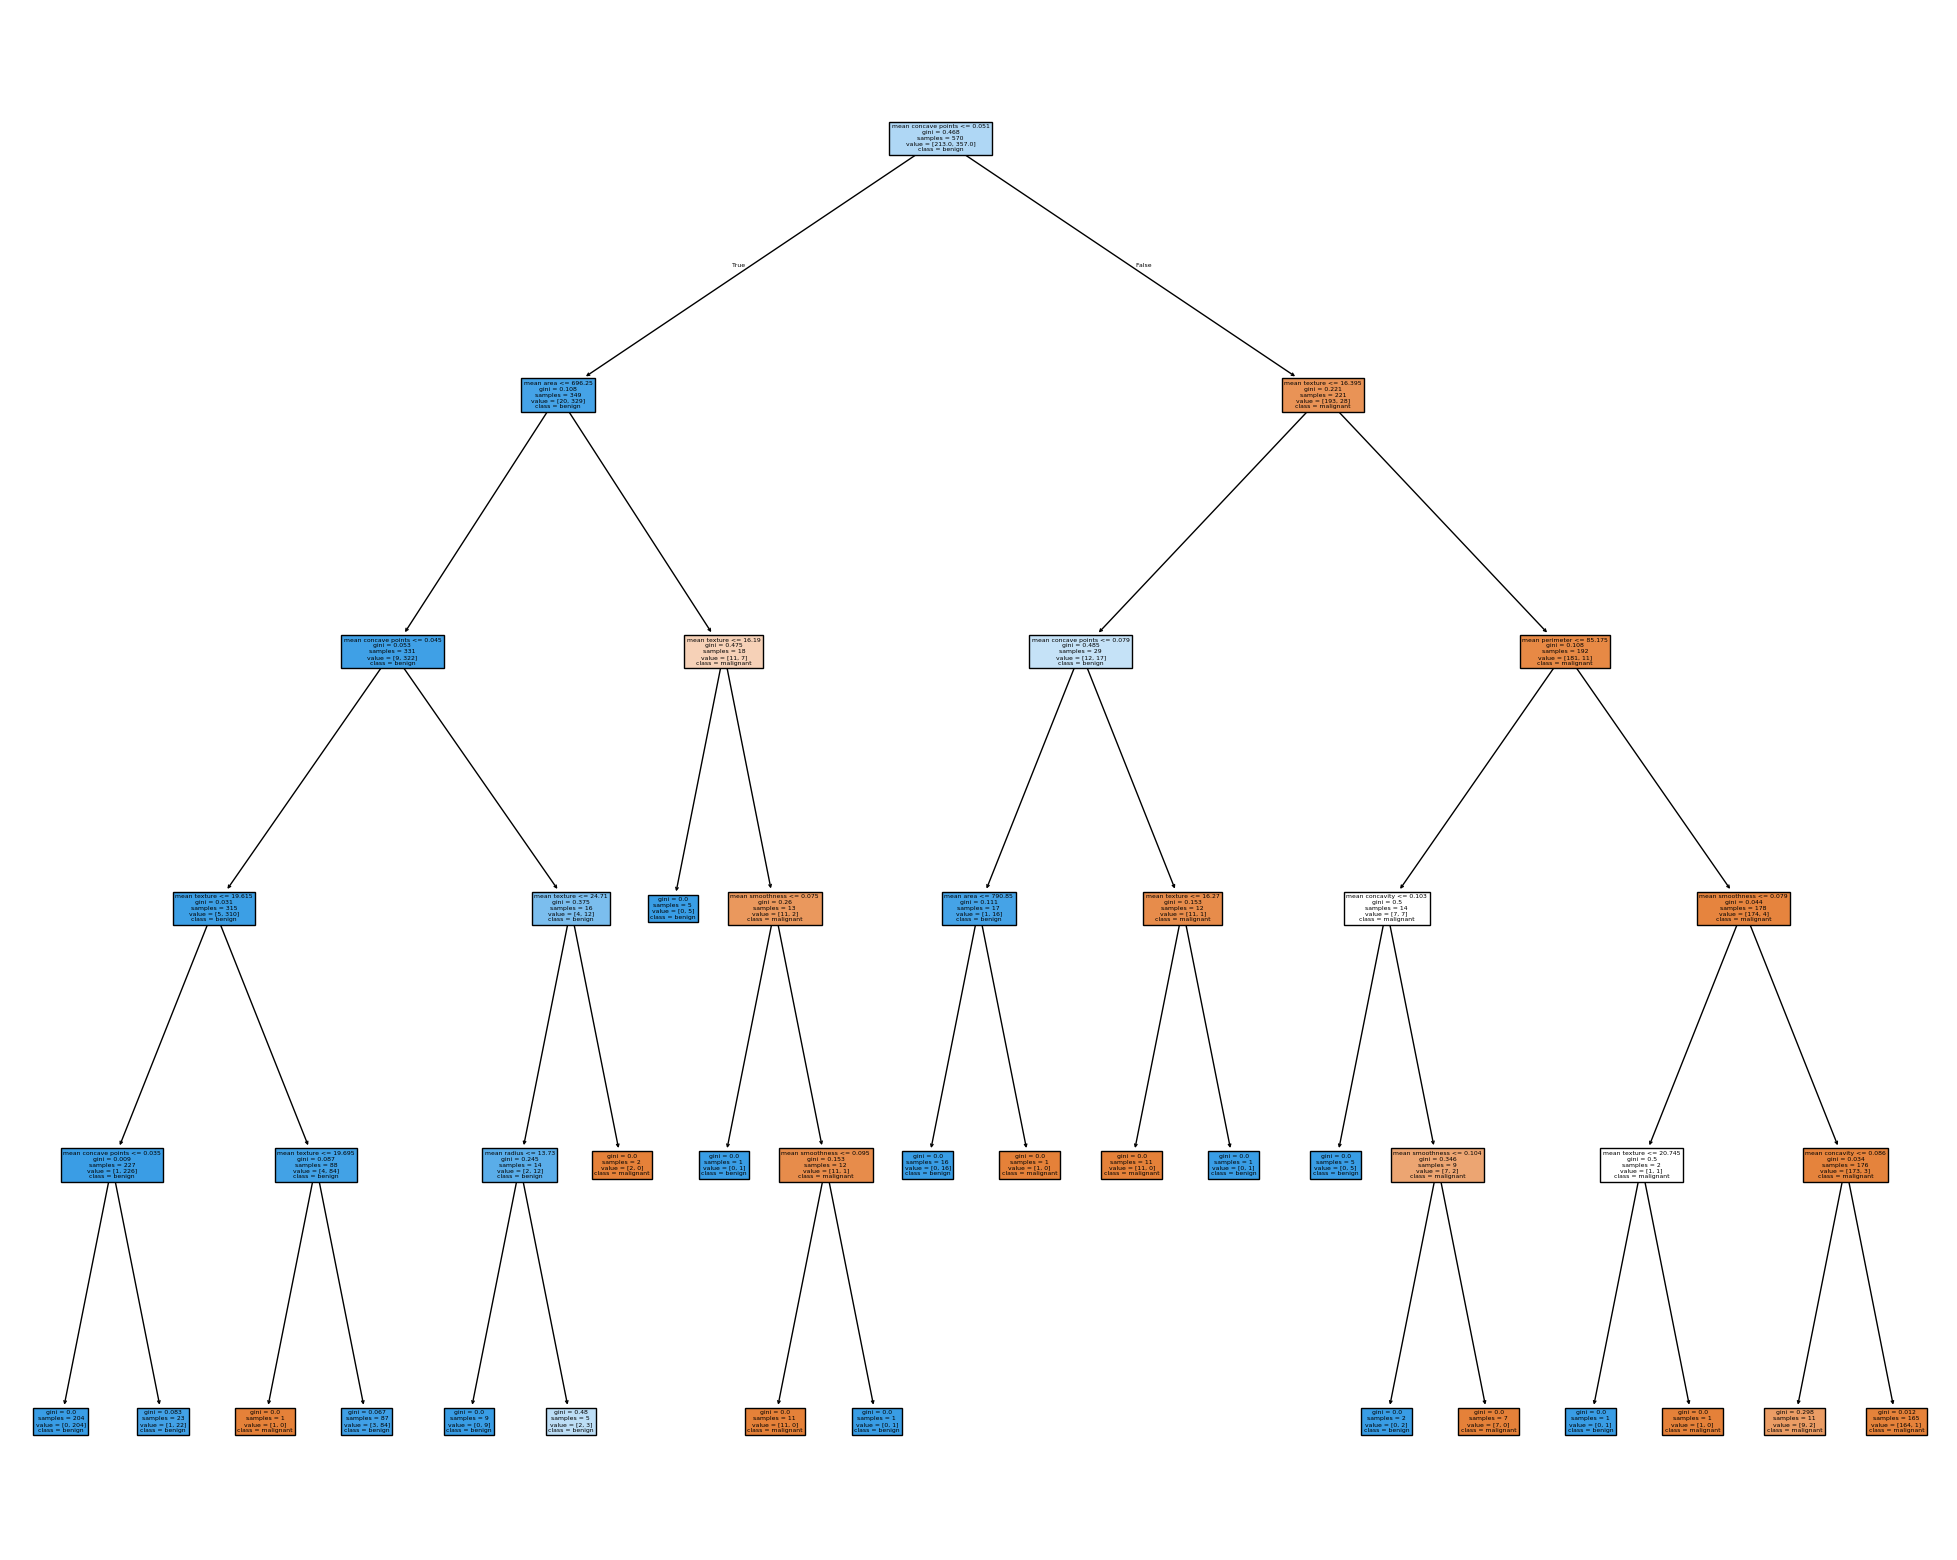 mean concave points <= 0.051
gini = 0.468
samples = 570
value = [213.0, 357.0]
class = benign
True
False
mean area <= 696.25
gini = 0.108
samples = 349
value = [20, 329]
class = benign
mean texture <= 16.395
gini = 0.221
samples = 221
value = [193, 28]
class = malignant
mean concave points <= 0.045
gini = 0.053
samples = 331
value = [9, 322]
class = benign
mean texture <= 16.19
gini = 0.475
samples = 18
value = [11, 7]
class = malignant
mean concave points <= 0.079
gini = 0.485
samples = 29
value = [12, 17]
class = benign
mean perimeter <= 85.175
gini = 0.108
samples = 192
value = [181, 11]
class = malignant
mean texture <= 19.615
gini = 0.031
samples = 315
value = [5, 310]
class = benign
mean texture <= 24.71
gini = 0.375
samples = 16
value = [4, 12]
class = benign
gini = 0.0
samples = 5
value = [0, 5]
class = benign
mean smoothness <= 0.075
gini = 0.26
samples = 13
value = [11, 2]
class = malignant
mean area <= 790.85
gini = 0.111
samples = 17
value = [1, 16]
class = benign
mean texture <= 16.27
gini = 0.153
samples = 12
value = [11, 1]
class = malignant
mean concavity <= 0.103
gini = 0.5
samples = 14
value = [7, 7]
class = malignant
mean smoothness <= 0.079
gini = 0.044
samples = 178
value = [174, 4]
class = malignant
mean concave points <= 0.035
gini = 0.009
samples = 227
value = [1, 226]
class = benign
mean texture <= 19.695
gini = 0.087
samples = 88
value = [4, 84]
class = benign
mean radius <= 13.73
gini = 0.245
samples = 14
value = [2, 12]
class = benign
gini = 0.0
samples = 2
value = [2, 0]
class = malignant
gini = 0.0
samples = 1
value = [0, 1]
class = benign
mean smoothness <= 0.095
gini = 0.153
samples = 12
value = [11, 1]
class = malignant
gini = 0.0
samples = 16
value = [0, 16]
class = benign
gini = 0.0
samples = 1
value = [1, 0]
class = malignant
gini = 0.0
samples = 11
value = [11, 0]
class = malignant
gini = 0.0
samples = 1
value = [0, 1]
class = benign
gini = 0.0
samples = 5
value = [0, 5]
class = benign
mean smoothness <= 0.104
gini = 0.346
samples = 9
value = [7, 2]
class = malignant
mean texture <= 20.745
gini = 0.5
samples = 2
value = [1, 1]
class = malignant
mean concavity <= 0.086
gini = 0.034
samples = 176
value = [173, 3]
class = malignant
gini = 0.0
samples = 204
value = [0, 204]
class = benign
gini = 0.083
samples = 23
value = [1, 22]
class = benign
gini = 0.0
samples = 1
value = [1, 0]
class = malignant
gini = 0.067
samples = 87
value = [3, 84]
class = benign
gini = 0.0
samples = 9
value = [0, 9]
class = benign
gini = 0.48
samples = 5
value = [2, 3]
class = benign
gini = 0.0
samples = 11
value = [11, 0]
class = malignant
gini = 0.0
samples = 1
value = [0, 1]
class = benign
gini = 0.0
samples = 2
value = [0, 2]
class = benign
gini = 0.0
samples = 7
value = [7, 0]
class = malignant
gini = 0.0
samples = 1
value = [0, 1]
class = benign
gini = 0.0
samples = 1
value = [1, 0]
class = malignant
gini = 0.298
samples = 11
value = [9, 2]
class = malignant
gini = 0.012
samples = 165
value = [164, 1]
class = malignant